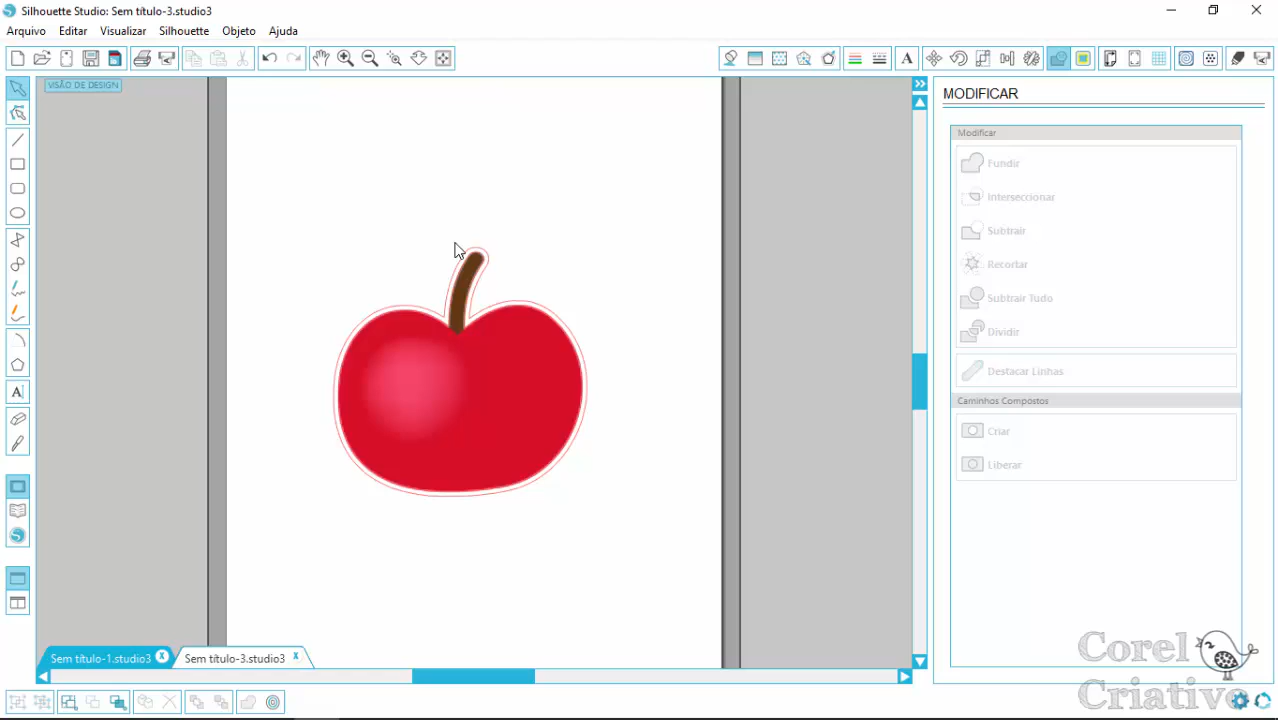 Silhouette Studio: Sem título-3.studio3
Arquivo Editar Visualizar Silhouette Objeto Ajuda
A
VISÃO DE DESIGN
MODIFICAR
Modificar
Fundir
Interseccionar
Subtrair
Recortar
Subtrair Tudo
Dividir
Destacar Linhas
Caminhos Compostos
Criar
Liberar
A
Sem título-1.studio3 x Sem título-3.studio3 x
Corel
Criativo